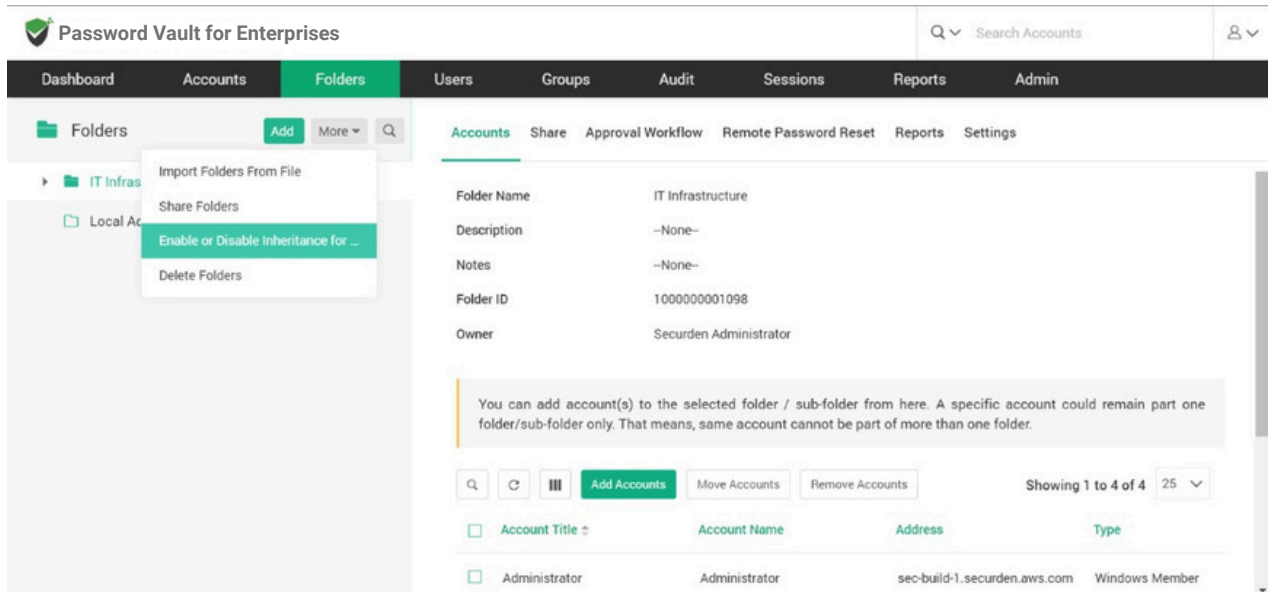 Password Vault for Enterprises
Search Accounts
Dashboard Accounts Folders Users Groups Audit Sessions Reports Admin
Folders Add More
Accounts Share Approval Workflow Remote Password Reset Reports Settings
Import Folders From File
IT Infras
Share Folders
Local Ac
Enable or Disable Inheritance for ...
Delete Folders
Folder Name IT Infrastructure
Description --None--
Notes --None--
Folder ID 1000000001098
Owner Securden Administrator
You can add account(s) to the selected folder / sub-folder from here. A specific account could remain part one
folder/sub-folder only. That means, same account cannot be part of more than one folder.
Add Accounts Move Accounts Remove Accounts Showing 1 to 4 of 4 25
Account Title Account Name Address Type
Administrator Administrator sec-build-1.securden.aws.com Windows Member